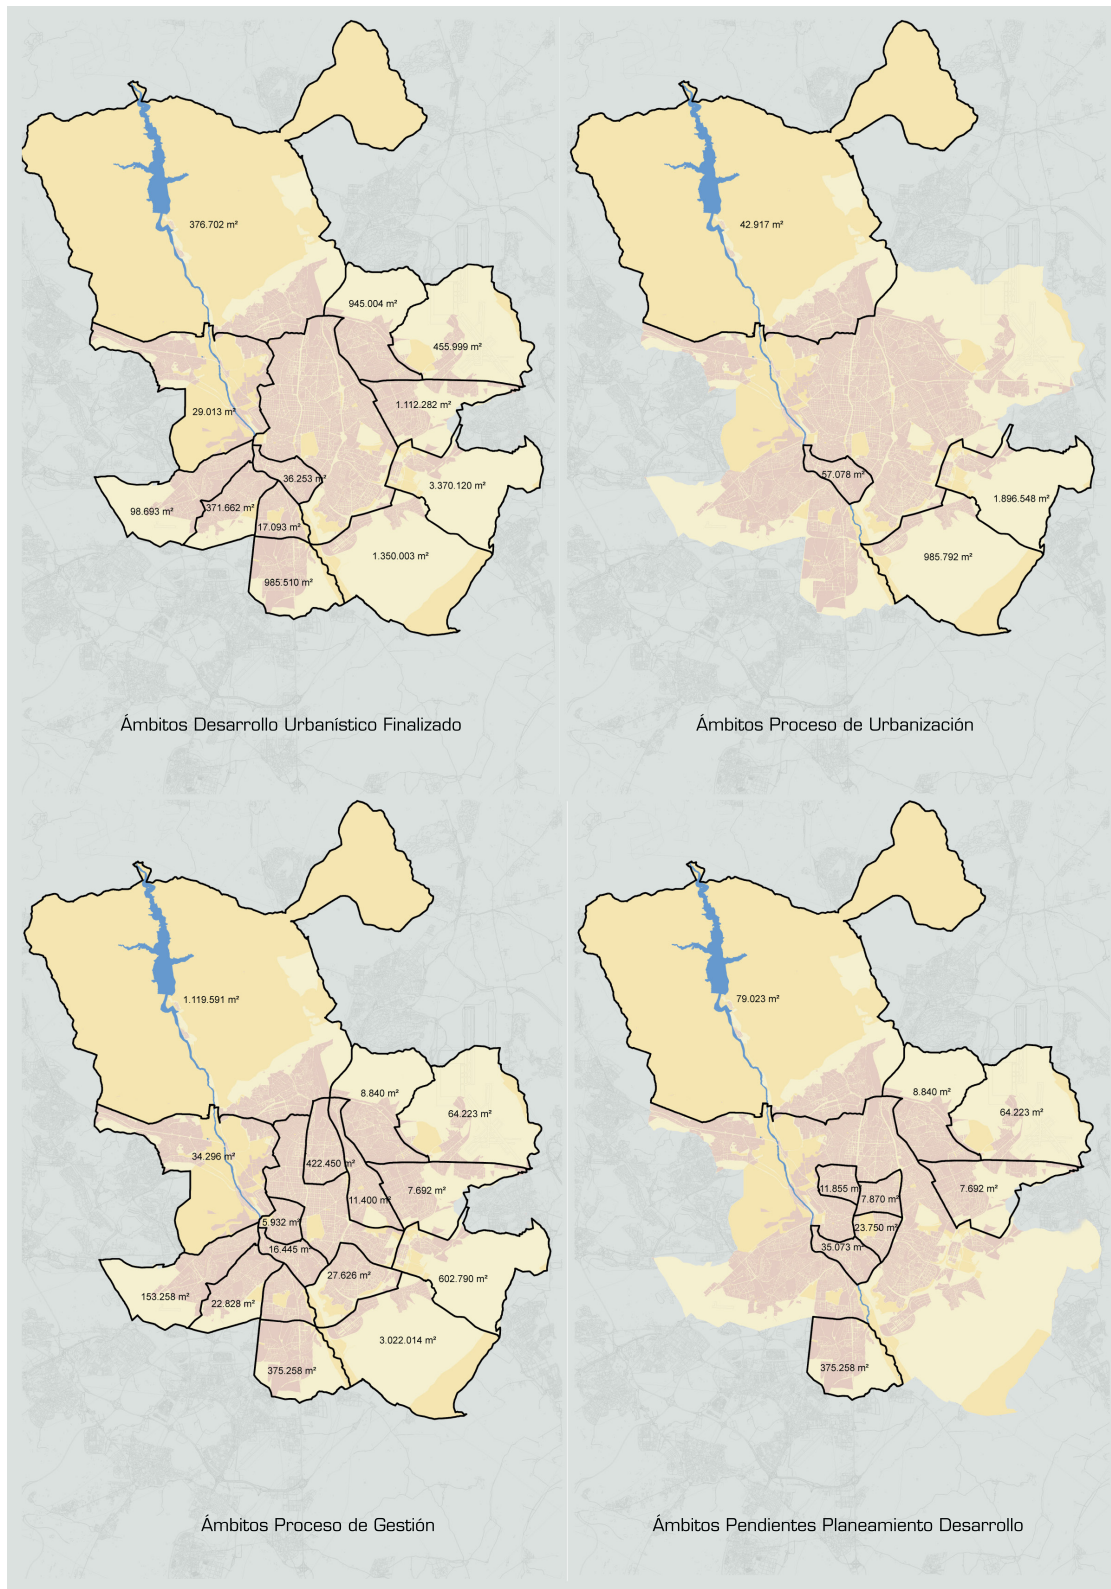 376.702 m²
945.004 m²
455.999 m²
29.013 m²
1.112.282 m²
36.253 m²
3.370.120 m²
98.693 m²
371.662 m²
17.093 m²
1.350.003 m²
985.510 m²
Ámbitos Desarrollo Urbanístico Finalizado
42.917 m²
57.078 m²
1.896.548 m²
985.792 m²
Ámbitos Proceso de Urbanización
1.119.591 m²
8.840 m²
64.223 m²
34.296 m²
422.450 m²
7.692 m²
11.400 m²
5.932 m²
16.445 m²
27.626 m²
602.790 m²
153.258 m²
22.828 m²
3.022.014 m²
375.258 m²
Ámbitos Proceso de Gestión
79.023 m²
8.840 m²
64.223 m²
11.855 m²
7.870 m²
7.692 m²
23.750 m²
35.073 m²
375.258 m²
Ámbitos Pendientes Planeamiento Desarrollo